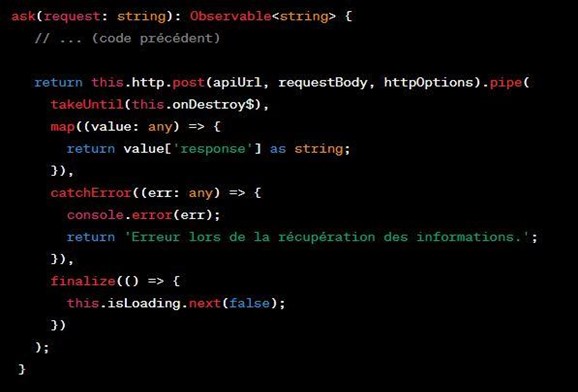 ask(request: string): Observable<string> {
// ... (code précédent)
return this.http.post(apiUrl, requestBody, httpOptions).pipe(
takeUntil(this.onDestroy$),
map((value: any) => {
return value['response'] as string;
}),
catchError((err: any) => {
console.error(err);
return 'Erreur lors de la récupération des informations.';
}),
finalize(() => {
this.isLoading.next(false);
})
);
}